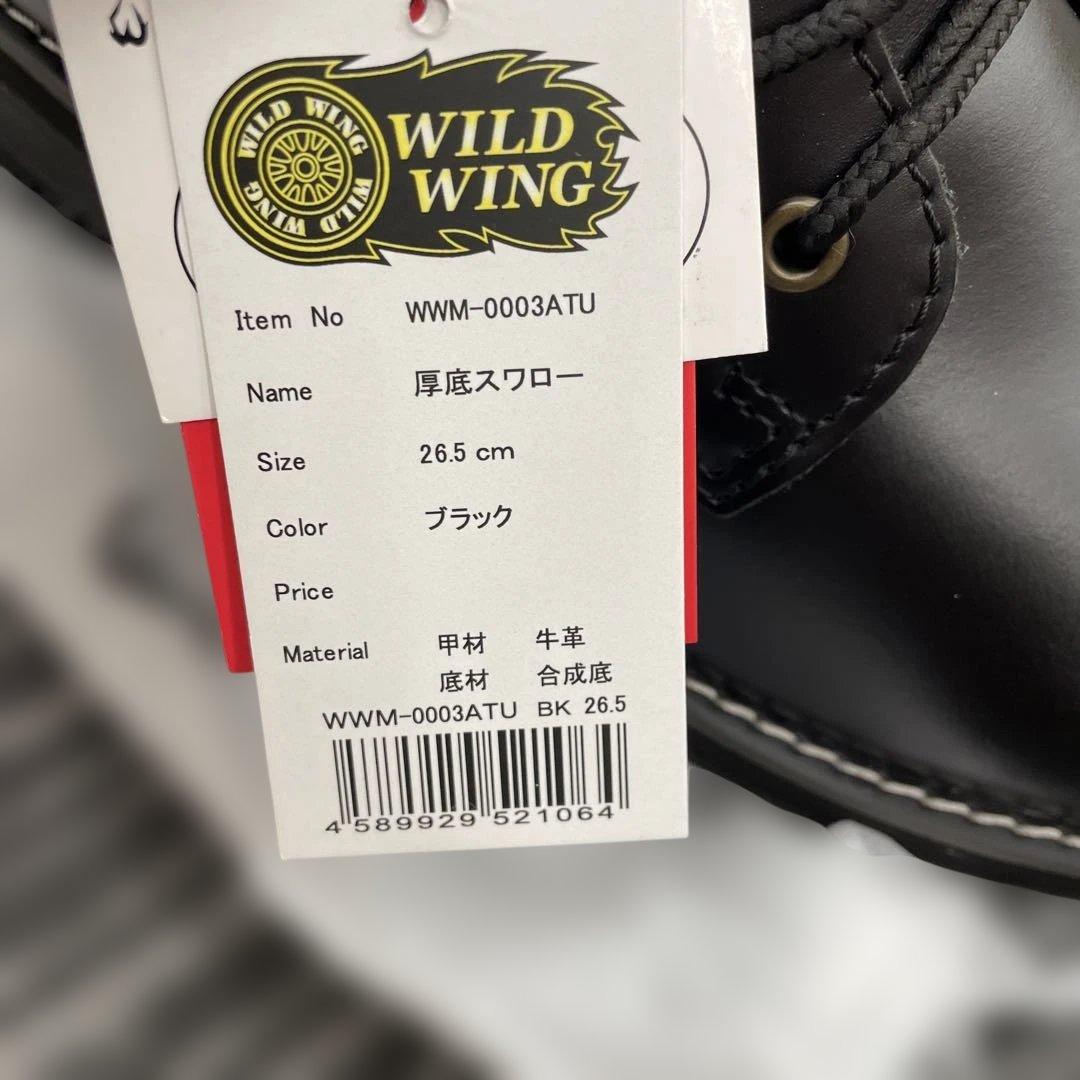 WILD WING WILD WING
WILD
WING
Item No WWM-0003ATU
Name 厚底スワロー
Size 26.5 cm
Color ブラック
Price
Material 甲材 牛革
底材 合成底
WWM-0003ATU BK 26.5
4 589929 521064